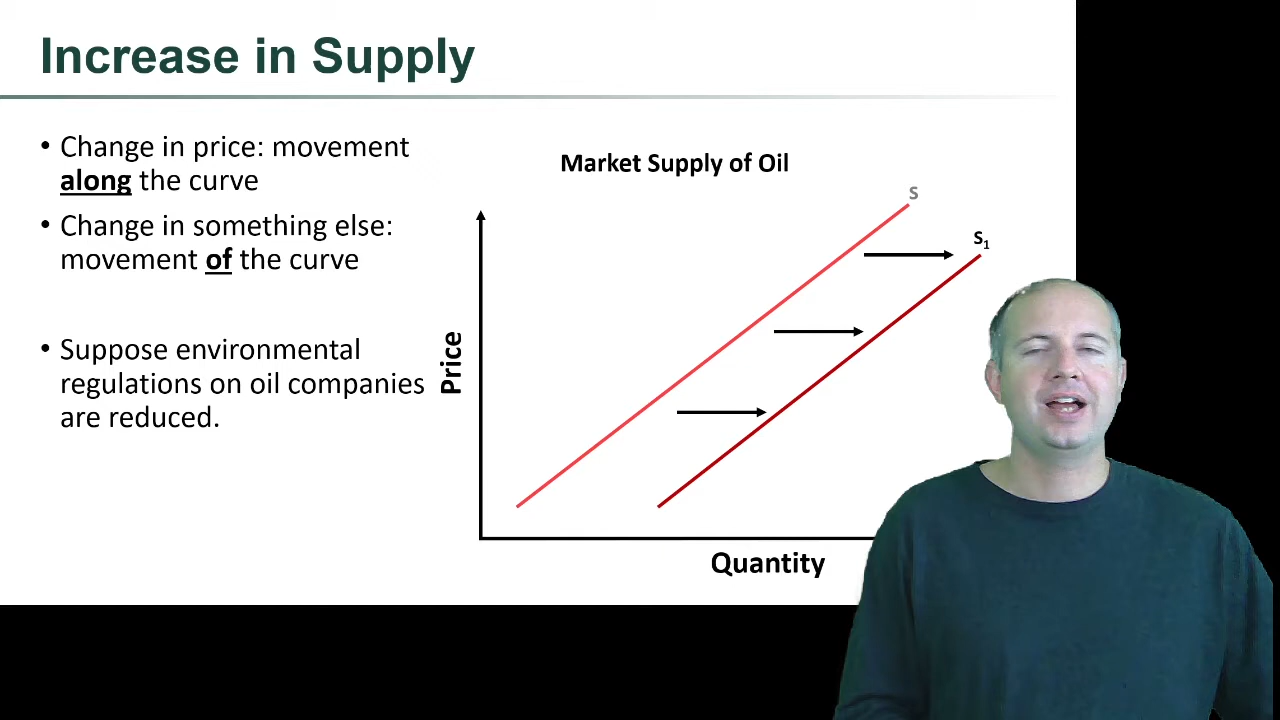 Increase in Supply
• Change in price: movement
along the curve
• Change in something else:
movement of the curve
• Suppose environmental
regulations on oil companies
are reduced.
Market Supply of Oil
S
S1
Price
Quantity